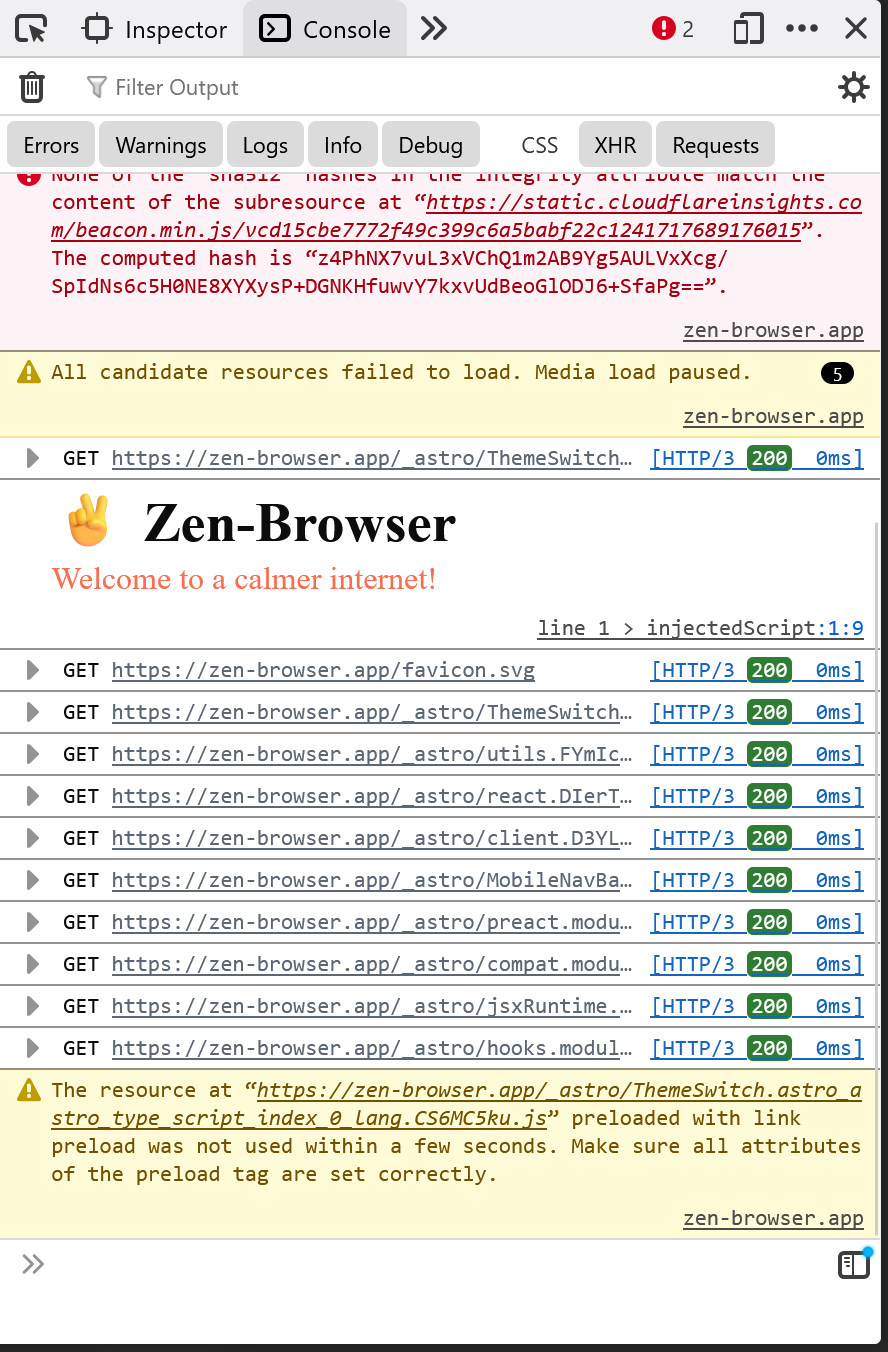 Inspector
Console
2
Filter Output
Errors
Warnings
Logs
Info
Debug
CSS
XHR
Requests
None of the “sha512” hashes in the integrity attribute match the
content of the subresource at “https://static.cloudflareinsights.co
m/beacon.min.js/vcd15cbe7772f49c399c6a5babf22c1241717689176015”.
The computed hash is “z4PhNX7vuL3xVChQ1m2AB9Yg5AULVxXcg/
SpIdNs6c5H0NE8XYXysP+DGNKHfuwvY7kxvUdBeoGlODJ6+SfaPg==”.
zen-browser.app
All candidate resources failed to load. Media load paused. 5
zen-browser.app
GET https://zen-browser.app/_astro/ThemeSwitch… [HTTP/3 200 0ms]
✌ Zen-Browser
Welcome to a calmer internet!
line 1 > injectedScript:1:9
GET https://zen-browser.app/favicon.svg [HTTP/3 200 0ms]
GET https://zen-browser.app/_astro/ThemeSwitch… [HTTP/3 200 0ms]
GET https://zen-browser.app/_astro/utils.FYmIc… [HTTP/3 200 0ms]
GET https://zen-browser.app/_astro/react.DIerT… [HTTP/3 200 0ms]
GET https://zen-browser.app/_astro/client.D3YL… [HTTP/3 200 0ms]
GET https://zen-browser.app/_astro/MobileNavBa… [HTTP/3 200 0ms]
GET https://zen-browser.app/_astro/preact.modu… [HTTP/3 200 0ms]
GET https://zen-browser.app/_astro/compat.modu… [HTTP/3 200 0ms]
GET https://zen-browser.app/_astro/jsxRuntime.… [HTTP/3 200 0ms]
GET https://zen-browser.app/_astro/hooks.modul… [HTTP/3 200 0ms]
The resource at “https://zen-browser.app/_astro/ThemeSwitch.astro_a
stro_type_script_index_0_lang.CS6MC5ku.js” preloaded with link
preload was not used within a few seconds. Make sure all attributes
of the preload tag are set correctly.
zen-browser.app